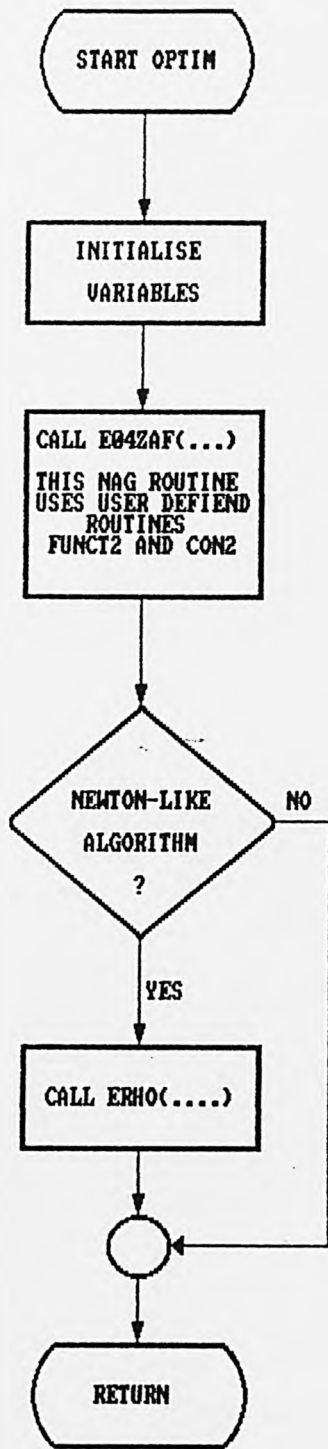 START OPTIM
INITIALISE
VARIABLES
CALL E04ZAF(...)
THIS NAG ROUTINE
USES USER DEFIEND
ROUTINES
FUNCT2 AND CON2
NEWTON-LIKE
ALGORITHM
?
NO
YES
CALL ERHO(....)
RETURN